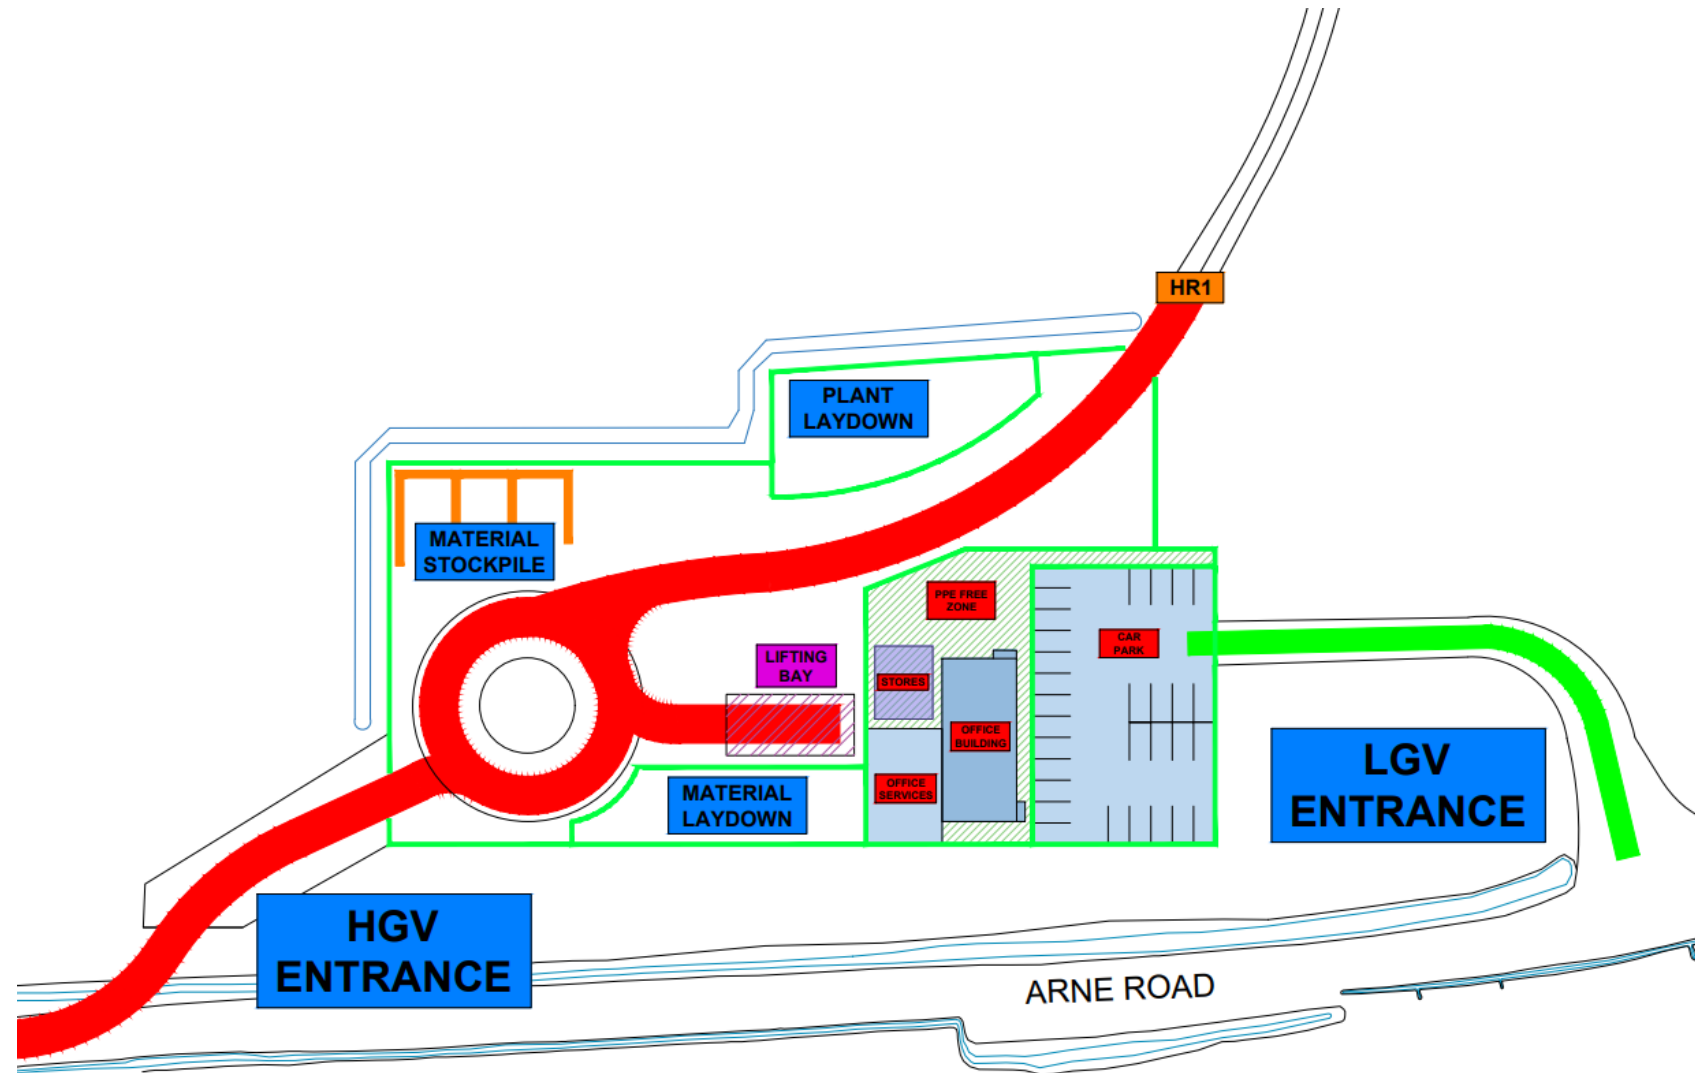 HR1
PLANT
LAYDOWN
MATERIAL
STOCKPILE
PPE FREE
ZONE
CAR
PARK
LIFTING
BAY
STORES
OFFICE
BUILDING
OFFICE
SERVICES
MATERIAL
LAYDOWN
LGV
ENTRANCE
HGV
ENTRANCE
ARNE ROAD